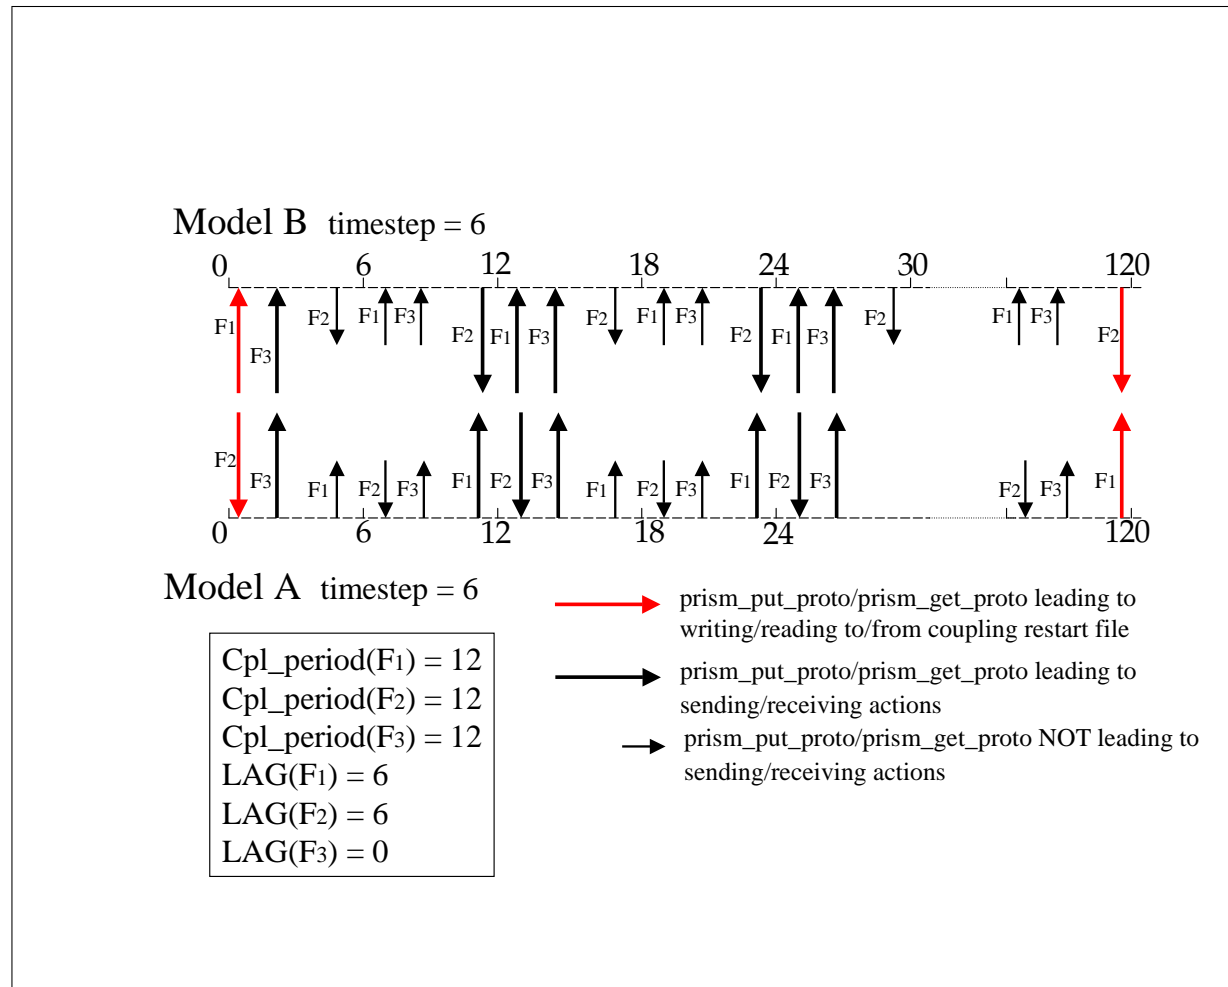 Model B timestep = 6
0 6 12 18 24 30 120
F1 F3 F2 F1 F3 F2 F1 F3 F2 F1 F3 F2 F1 F3 F2 F1 F3 F2
F2 F3 F1 F2 F3 F1 F2 F3 F1 F2 F3 F1 F2 F3 F2 F3 F1
0 6 12 18 24 120
Model A timestep = 6
prism_put_proto/prism_get_proto leading to
writing/reading to/from coupling restart file
Cpl_period(F1) = 12
Cpl_period(F2) = 12
Cpl_period(F3) = 12
LAG(F1) = 6
LAG(F2) = 6
LAG(F3) = 0
prism_put_proto/prism_get_proto leading to
sending/receiving actions
prism_put_proto/prism_get_proto NOT leading to
sending/receiving actions